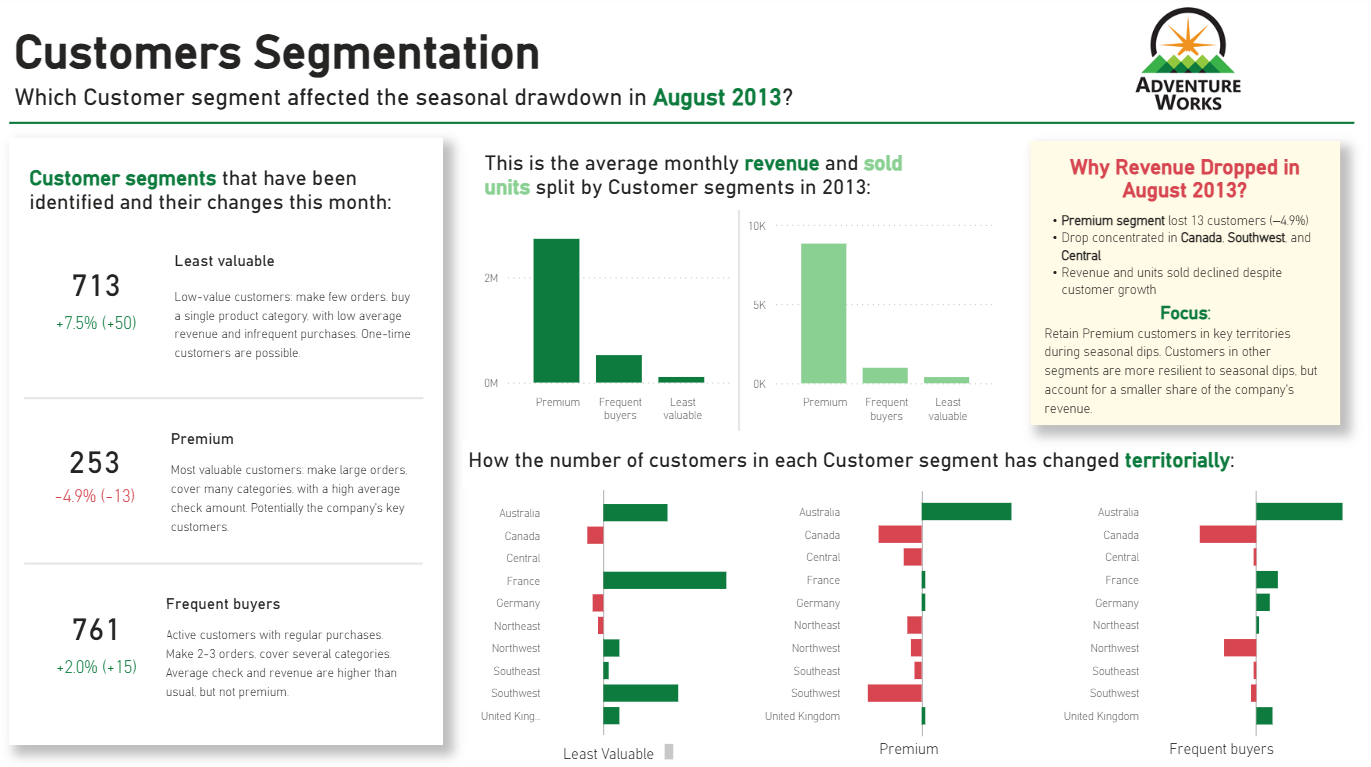 Customers Segmentation
Which Customer segment affected the seasonal drawdown in August 2013?
ADVENTURE
WORKS
Customer segments that have been
identified and their changes this month:
713
+7.5% (+50)
Least valuable
Low-value customers: make few orders, buy
a single product category, with low average
revenue and infrequent purchases. One-time
customers are possible.
253
−4.9% (−13)
Premium
Most valuable customers: make large orders,
cover many categories, with a high average
check amount. Potentially the company's key
customers.
761
+2.0% (+15)
Frequent buyers
Active customers with regular purchases.
Make 2–3 orders, cover several categories.
Average check and revenue are higher than
usual, but not premium.
This is the average monthly revenue and sold
units split by Customer segments in 2013:
2M
0M
Premium
Frequent
buyers
Least
valuable
10K
5K
0K
Premium
Frequent
buyers
Least
valuable
Why Revenue Dropped in
August 2013?
• Premium segment lost 13 customers (−4.9%)
• Drop concentrated in Canada, Southwest, and
Central
• Revenue and units sold declined despite
customer growth
Focus:
Retain Premium customers in key territories
during seasonal dips. Customers in other
segments are more resilient to seasonal dips, but
account for a smaller share of the company's
revenue.
How the number of customers in each Customer segment has changed territorially:
Australia
Canada
Central
France
Germany
Northeast
Northwest
Southeast
Southwest
United King...
Least Valuable
Australia
Canada
Central
France
Germany
Northeast
Northwest
Southeast
Southwest
United Kingdom
Premium
Australia
Canada
Central
France
Germany
Northeast
Northwest
Southeast
Southwest
United Kingdom
Frequent buyers